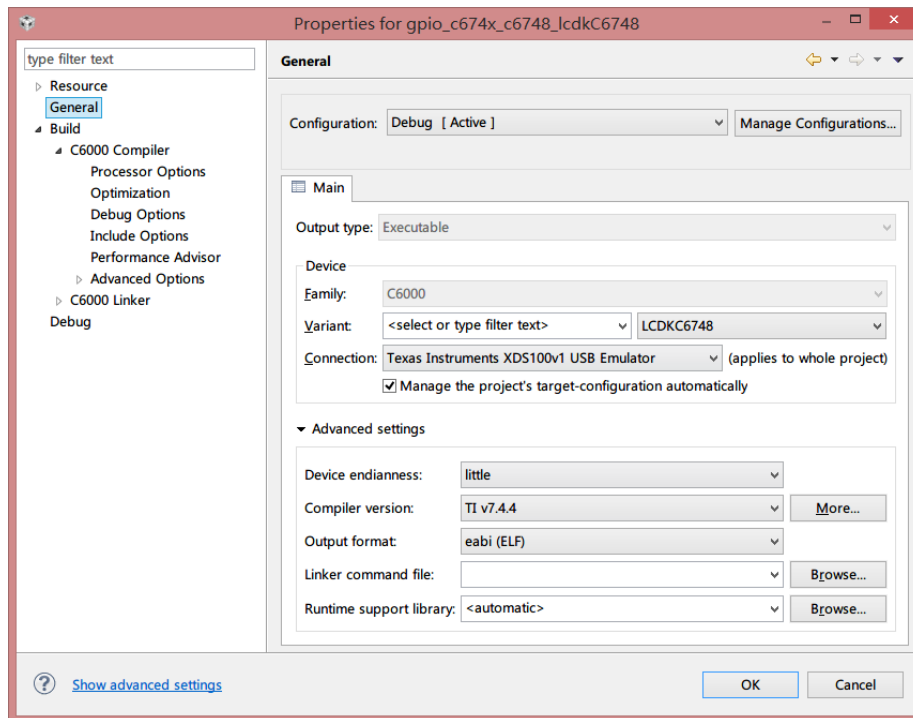 Properties for gpio_c674x_c6748_lcdkC6748
type filter text
General
Resource
General
Build
C6000 Compiler
Processor Options
Optimization
Debug Options
Include Options
Performance Advisor
Advanced Options
C6000 Linker
Debug
Configuration: Debug [ Active ] Manage Configurations...
Main
Output type: Executable
Device
Family: C6000
Variant: <select or type filter text> LCDKC6748
Connection: Texas Instruments XDS100v1 USB Emulator (applies to whole project)
Manage the project's target-configuration automatically
Advanced settings
Device endianness: little
Compiler version: TI v7.4.4 More...
Output format: eabi (ELF)
Linker command file: Browse...
Runtime support library: <automatic> Browse...
? Show advanced settings OK Cancel